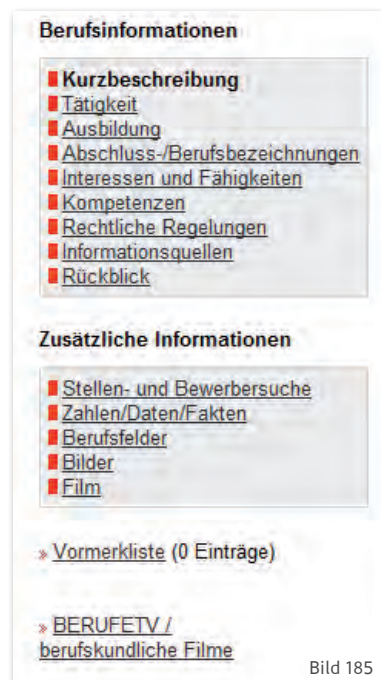 Berufsinformationen
Kurzbeschreibung
Tätigkeit
Ausbildung
Abschluss-/Berufsbezeichnungen
Interessen und Fähigkeiten
Kompetenzen
Rechtliche Regelungen
Informationsquellen
Rückblick
Zusätzliche Informationen
Stellen- und Bewerbersuche
Zahlen/Daten/Fakten
Berufsfelder
Bilder
Film
» Vormerkliste (0 Einträge)
» BERUFETV /
berufskundliche Filme
Bild 185